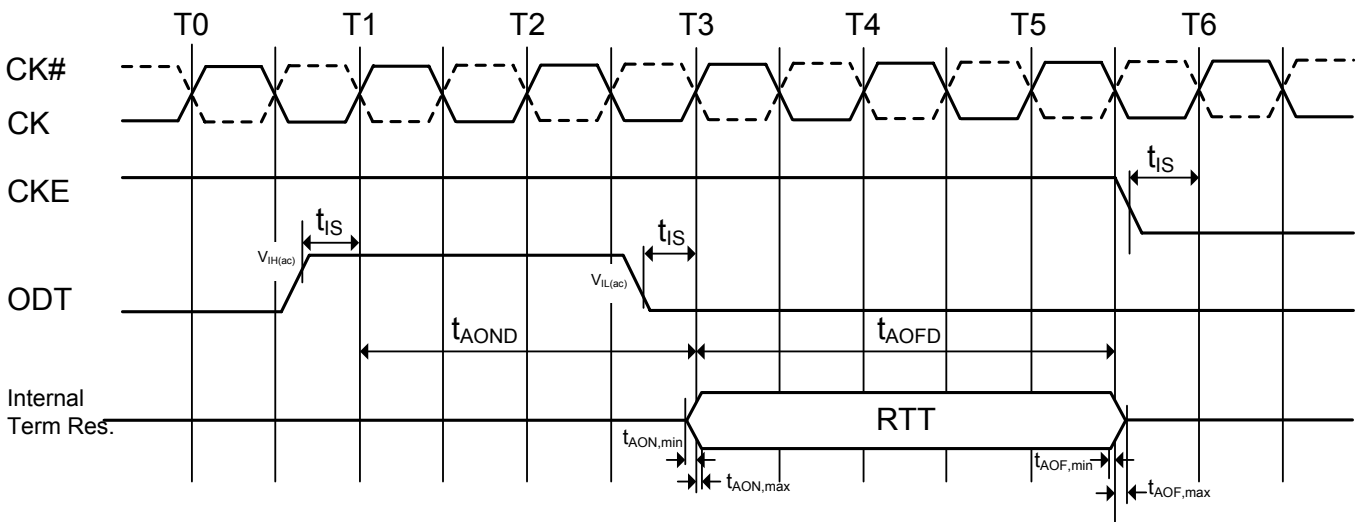 T0 T1 T2 T3 T4 T5 T6
CK#
CK
CKE
tIS
tIS
tIS
VIH(ac)
VIL(ac)
ODT
tAOND
tAOFD
Internal
Term Res.
RTT
tAON,min
tAOF,min
tAON,max
tAOF,max